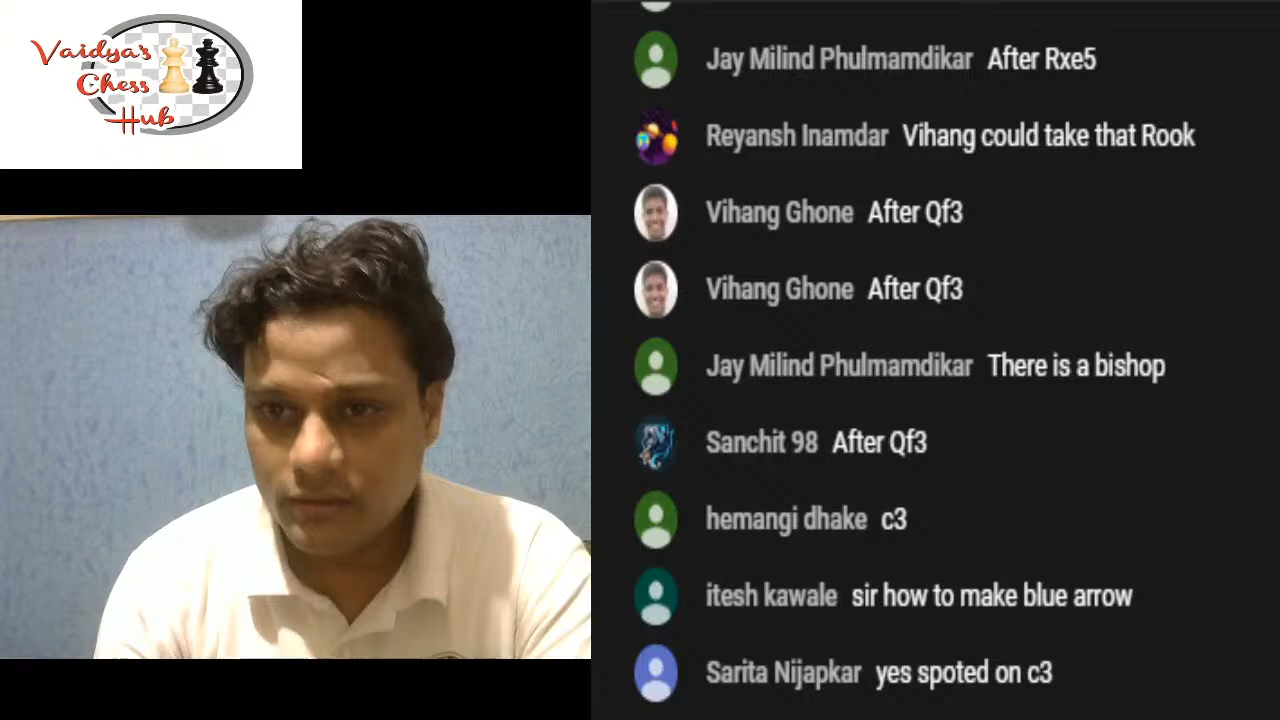 Vaidya's
Chess
Hub
Jay Milind Phulmamdikar After Rxe5
Reyansh Inamdar Vihang could take that Rook
Vihang Ghone After Qf3
Vihang Ghone After Qf3
Jay Milind Phulmamdikar There is a bishop
Sanchit 98 After Qf3
hemangi dhake c3
itesh kawale sir how to make blue arrow
Sarita Nijapkar yes spoted on c3